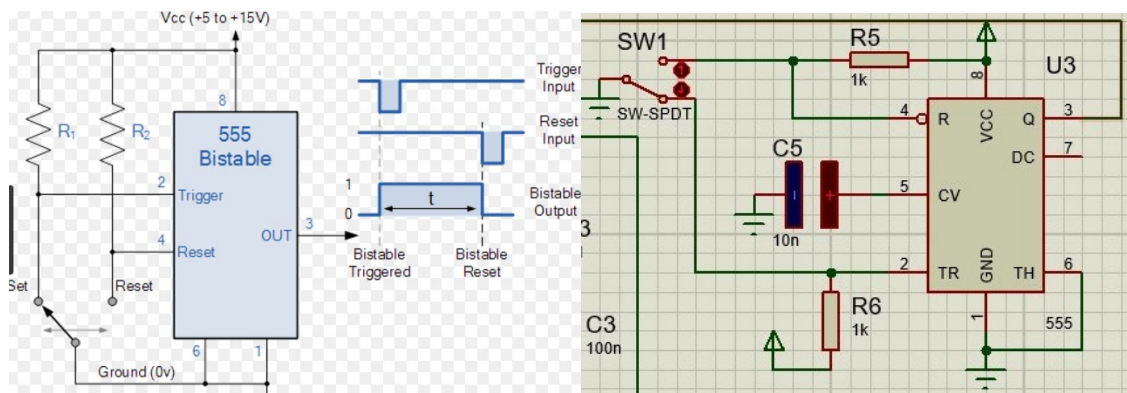 Vcc (+5 to +15V)
8
555
Bistable
R1
R2
2
Trigger
4
Reset
OUT
3
Set
Reset
6
1
Ground (0v)
Trigger
Input
Reset
Input
1
0
t
Bistable
Output
Bistable
Triggered
Bistable
Reset
SW1
SW-SPDT
R5
1k
U3
8
4
R
VCC
Q
3
DC
7
C5
10n
5
CV
2
TR
GND
TH
6
1
555
R6
1k
C3
100n